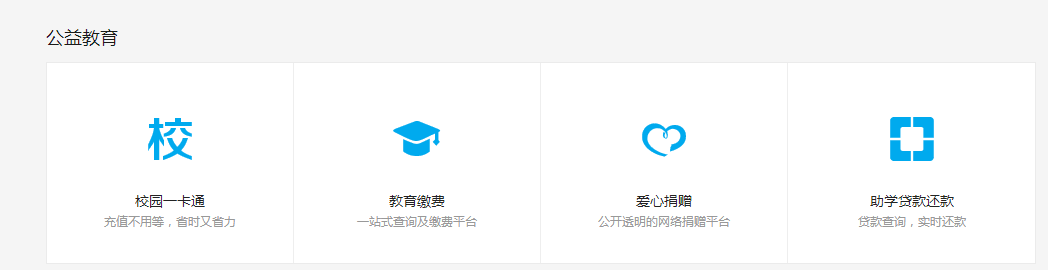 公益教育
校
校园一卡通
充值不用等，省时又省力
教育缴费
一站式查询及缴费平台
爱心捐赠
公开透明的网络捐赠平台
助学贷款还款
贷款查询，实时还款